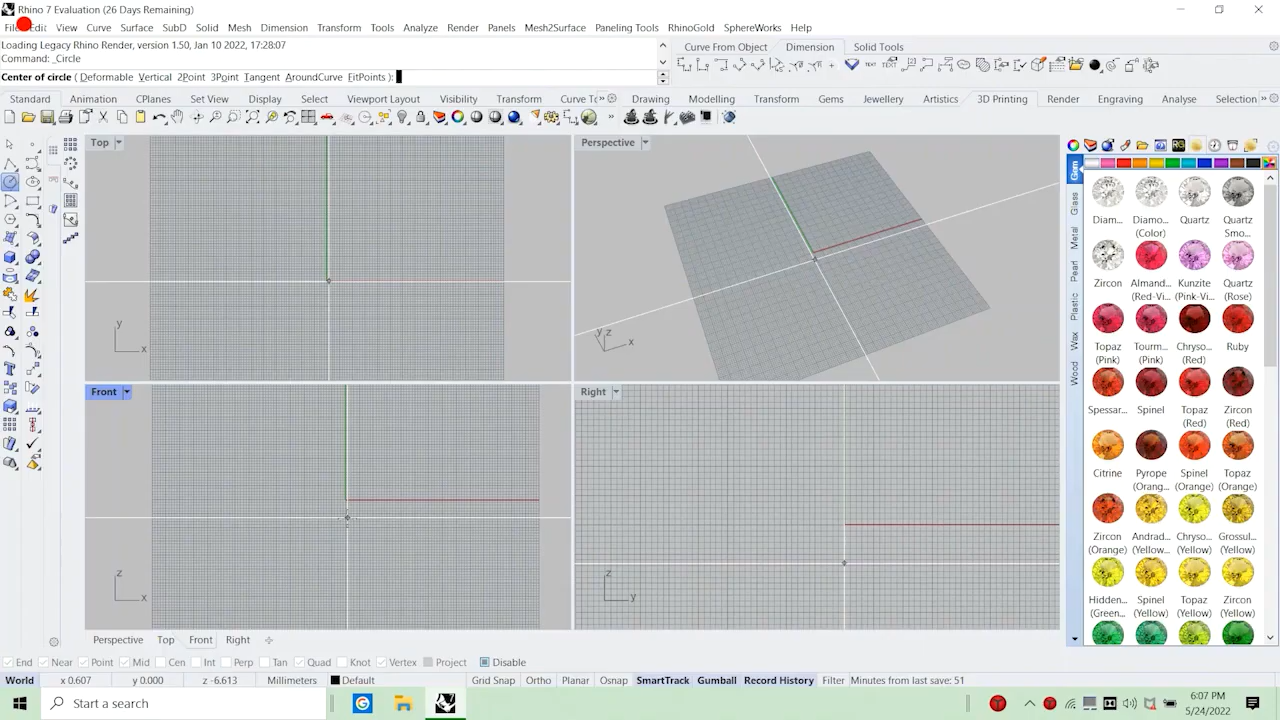 Rhino 7 Evaluation (26 Days Remaining)
File Edit View Curve Surface SubD Solid Mesh Dimension Transform Tools Analyze Render Panels Mesh2Surface Paneling Tools RhinoGold SphereWorks Help
Loading Legacy Rhino Render, version 1.50, Jan 10 2022, 17:28:07
Command: _Circle
Center of circle ( Deformable Vertical 2Point 3Point Tangent AroundCurve FitPoints ):
Curve From Object Dimension Solid Tools
Standard Animation CPlanes Set View Display Select Viewport Layout Visibility Transform Curve To
Drawing Modelling Transform Gems Jewellery Artistics 3D Printing Render Engraving Analyse Selection
Top
Perspective
Front
Right
y
x
y z
x
z
x
z
y
Gem
Glass
Metal
Pearl
Plastic
Wax
Wood
Diam... Diamo... (Color) Quartz Quartz Smo...
Zircon Alman... (Red-Vi... Kunzite (Pink-Vi... Quartz (Rose)
Topaz (Pink) Tourm... (Pink) Chryso... (Red) Ruby
Spessar... Spinel Topaz (Red) Zircon (Red)
Citrine Pyrope (Orang... Spinel (Orange) Topaz (Orange)
Zircon (Orange) Andrad... (Yellow... Chryso... (Yellow) Grossul... (Yellow...
Hidden... (Green... Spinel (Yellow) Topaz (Yellow) Zircon (Yellow)
Perspective Top Front Right
End Near Point Mid Cen Int Perp Tan Quad Knot Vertex Project Disable
World x 0.607 y 0.000 z -6.613 Millimeters Default Grid Snap Ortho Planar Osnap SmartTrack Gumball Record History Filter Minutes from last save: 51
Start a search
6:07 PM
5/24/2022